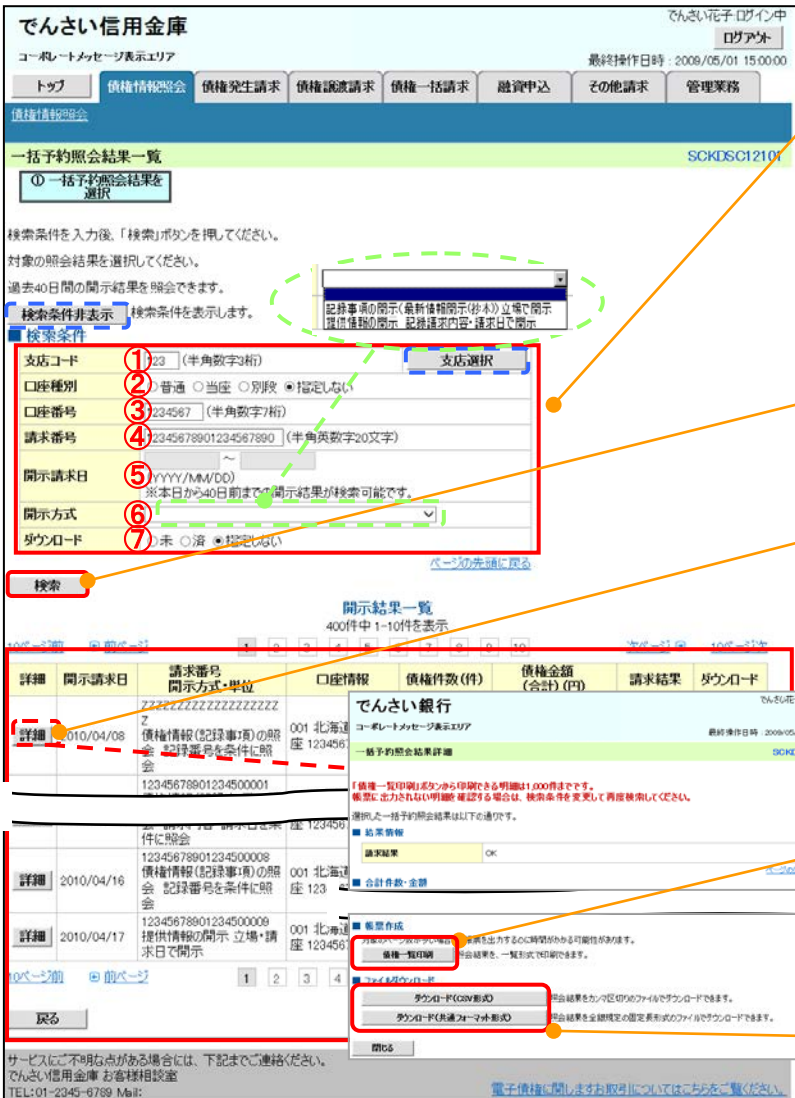 でんさい信用金庫
でんさい花子 ログイン中
ログアウト
コーポレートメッセージ表示エリア
最終操作日時：2009/05/01 15:00:00
トップ 債権情報照会 債権発生請求 債権譲渡請求 債権一括請求 融資申込 その他請求 管理業務
債権情報照会
一括予約照会結果一覧 SCKDSC12101
① 一括予約照会結果を
選択
検索条件を入力後、「検索」ボタンを押してください。
対象の照会結果を選択してください。
過去40日間の開示結果を照会できます。
検索条件非表示 検索条件を表示します。
記録事項の開示(最新情報開示(抄本)) 立場で開示
提供情報の開示 記録請求内容・請求日で開示
■ 検索条件
支店コード ① 123 (半角数字3桁) 支店選択
口座種別 ② ○普通 ○当座 ○別段 ◉指定しない
口座番号 ③ 1234567 (半角数字7桁)
請求番号 ④ 12345678901234567890 (半角英数字20文字)
開示請求日 ⑤ ～
(YYYY/MM/DD)
※本日から40日前までの開示結果が検索可能です。
開示方式 ⑥
ダウンロード ⑦ ○未 ○済 ◉指定しない
ページの先頭に戻る
検索
開示結果一覧
400件中 1-10件を表示
10ページ前 前ページ 1 2 3 4 5 6 7 8 9 10 次ページ 10ページ次
詳細 開示請求日 請求番号 口座情報 債権件数(件) 債権金額 請求結果 ダウンロード
開示方式・単位 (合計)(円)
ZZZZZZZZZZZZZZZZZZZ
Z
詳細 2010/04/08 債権情報(記録事項)の照 001 北海道
会 記録番号を条件に照 座 123456
会
12345678901234500001
会 請求内容 請求日を条 座 123456
件に照会
12345678901234500008
詳細 2010/04/16 債権情報(記録事項)の照 001 北海道
会 記録番号を条件に照 座 123
会
12345678901234500009
詳細 2010/04/17 提供情報の開示 立場・請 001 北海道
求日で開示 座 123456
10ページ前 前ページ 1 2 3 4
戻る
でんさい銀行
コーポレートメッセージ表示エリア
最終操作日時：2009/05/
一括予約照会結果詳細 SCKD
「債権一覧印刷」ボタンから印刷できる明細は1,000件までです。
帳票に出力されない明細を確認する場合は、検索条件を変更して再度検索してください。
選択した一括予約照会結果は以下の通りです。
■ 結果情報
請求結果 OK
■ 合計件数・金額
■ 帳票作成
債権一覧印刷 照会結果を、一覧形式で印刷できます。
■ ファイルダウンロード
ダウンロード(CSV形式) 照会結果をカンマ区切りのファイルでダウンロードできます。
ダウンロード(共通フォーマット形式) 照会結果を全銀規定の固定長形式のファイルでダウンロードできます。
閉じる
サービスにご不明な点がある場合には、下記までご連絡ください。
でんさい信用金庫 お客様相談室
TEL:01-2345-6789 Mail:
電子債権に関しますお取引についてはこちらをご覧ください。